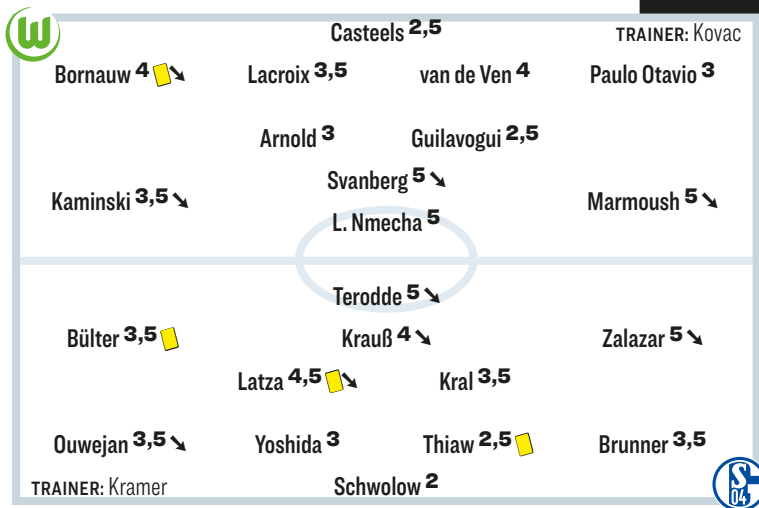 Casteels 2,5
TRAINER: Kovac
Bornauw 4
Lacroix 3,5
van de Ven 4
Paulo Otavio 3
Arnold 3
Guilavogui 2,5
Svanberg 5
Kaminski 3,5
Marmoush 5
L. Nmecha 5
Terodde 5
Bülter 3,5
Krauß 4
Zalazar 5
Latza 4,5
Kral 3,5
Ouwejan 3,5
Yoshida 3
Thiaw 2,5
Brunner 3,5
TRAINER: Kramer
Schwolow 2
S
04